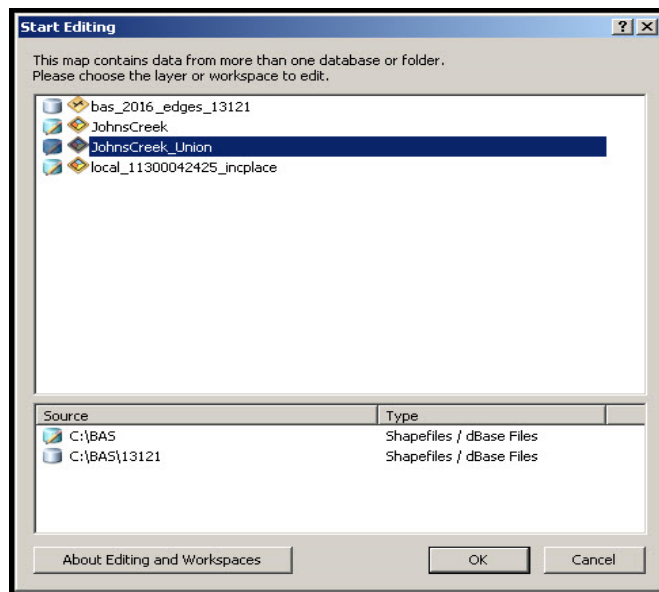 Start Editing
This map contains data from more than one database or folder.
Please choose the layer or workspace to edit.
bas_2016_edges_13121
JohnsCreek
JohnsCreek_Union
local_11300042425_incplace
Source Type
C:\BAS Shapefiles / dBase Files
C:\BAS\13121 Shapefiles / dBase Files
About Editing and Workspaces OK Cancel